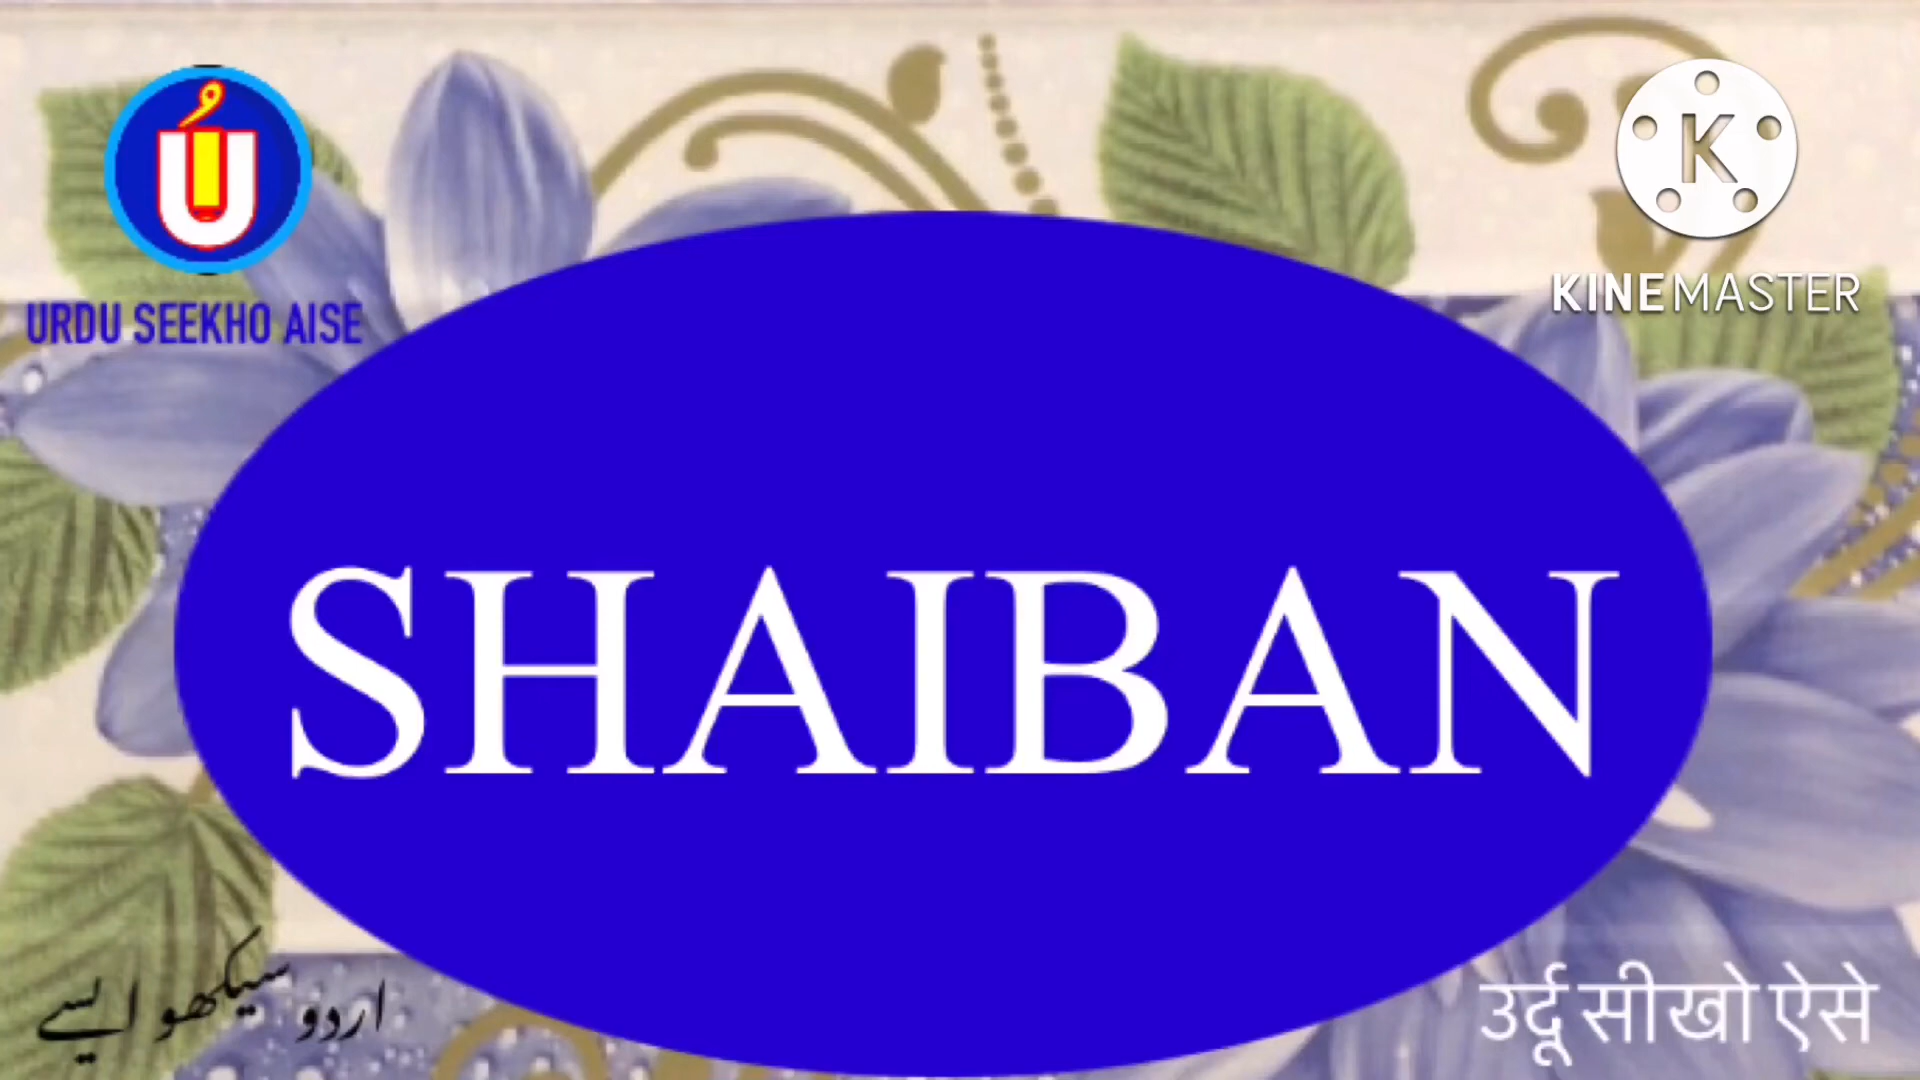 URDU SEEKHO AISE
KINEMASTER
SHAIBAN
اردو سیکھو ایسے
उर्दू सीखो ऐसे